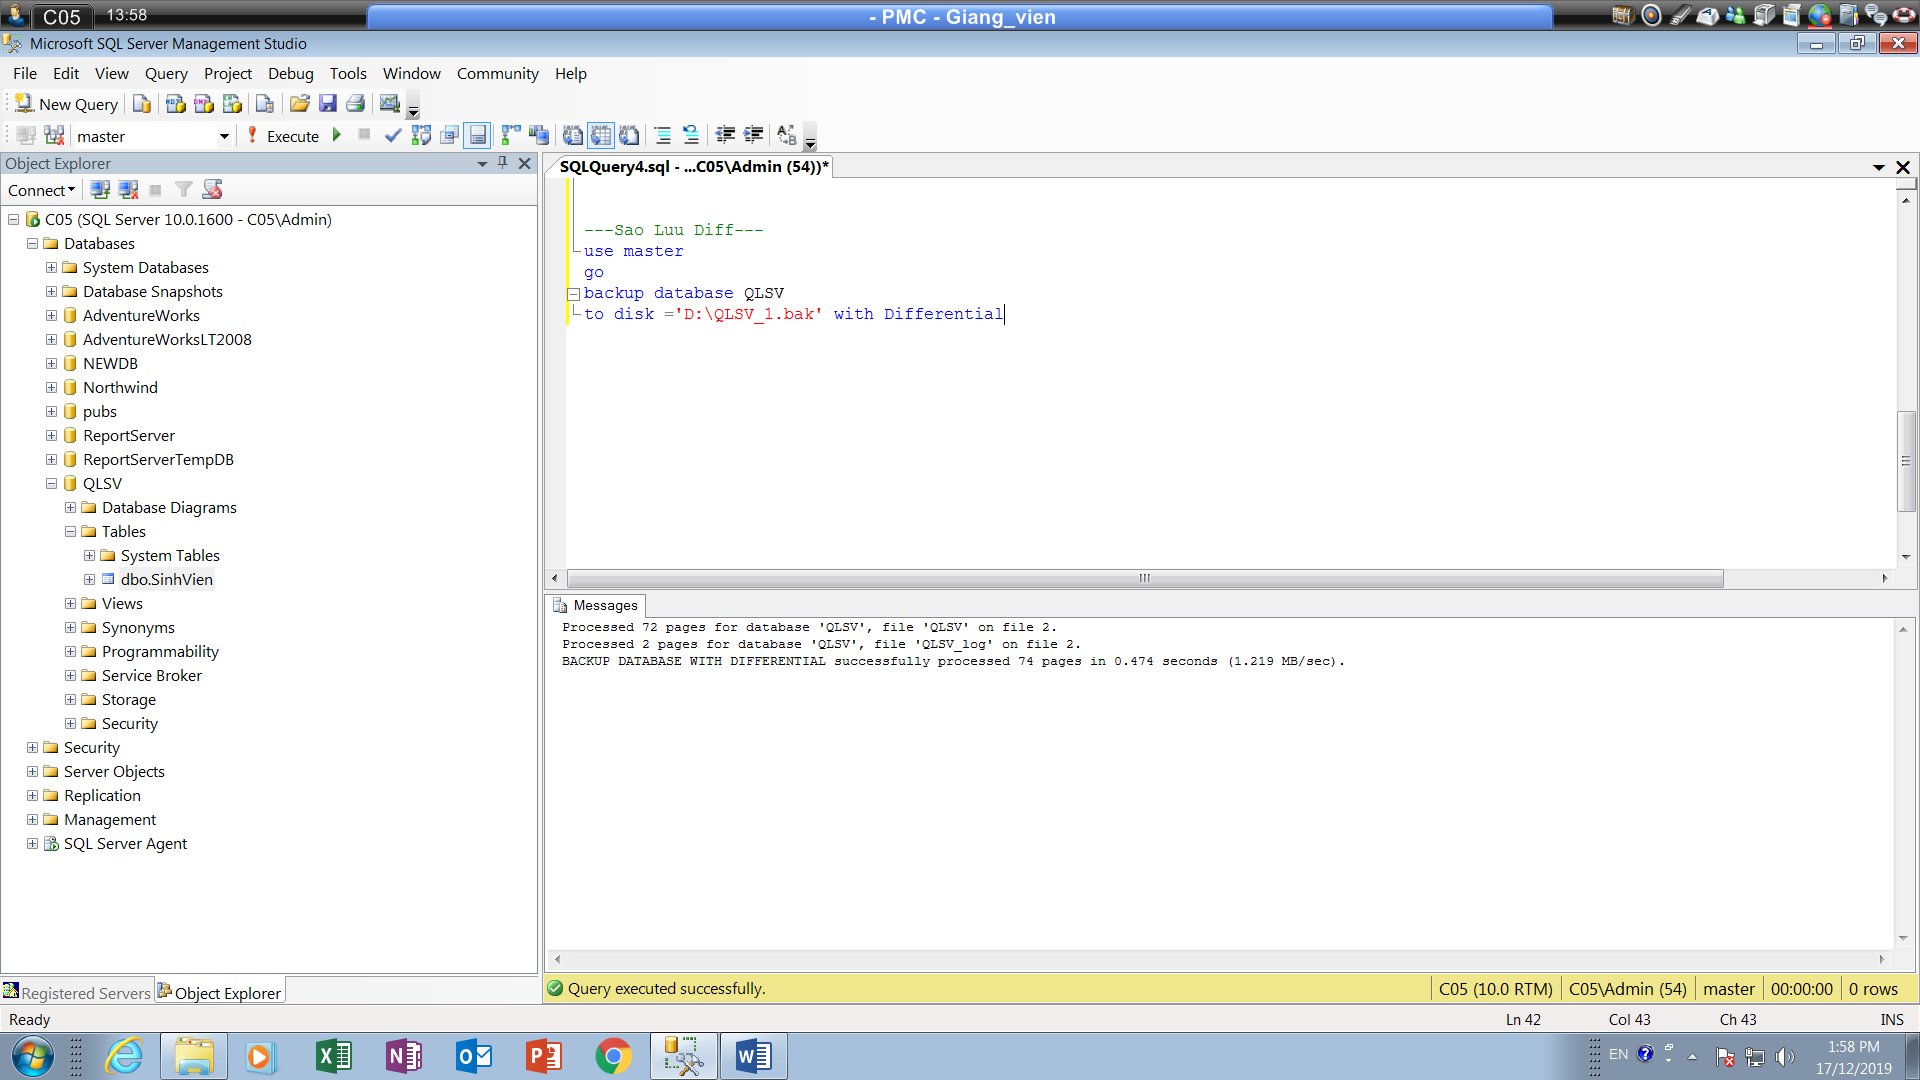 C05
13:58
- PMC - Giang_vien
Microsoft SQL Server Management Studio
File Edit View Query Project Debug Tools Window Community Help
New Query
master
Execute
Object Explorer
Connect
C05 (SQL Server 10.0.1600 - C05\Admin)
Databases
System Databases
Database Snapshots
AdventureWorks
AdventureWorksLT2008
NEWDB
Northwind
pubs
ReportServer
ReportServerTempDB
QLSV
Database Diagrams
Tables
System Tables
dbo.SinhVien
Views
Synonyms
Programmability
Service Broker
Storage
Security
Security
Server Objects
Replication
Management
SQL Server Agent
Registered Servers
Object Explorer
SQLQuery4.sql - ...C05\Admin (54))*
---Sao Luu Diff---
use master
go
backup database QLSV
to disk ='D:\QLSV_1.bak' with Differential
Messages
Processed 72 pages for database 'QLSV', file 'QLSV' on file 2.
Processed 2 pages for database 'QLSV', file 'QLSV_log' on file 2.
BACKUP DATABASE WITH DIFFERENTIAL successfully processed 74 pages in 0.474 seconds (1.219 MB/sec).
Query executed successfully.
C05 (10.0 RTM)
C05\Admin (54)
master
00:00:00
0 rows
Ready
Ln 42
Col 43
Ch 43
INS
EN
1:58 PM
17/12/2019